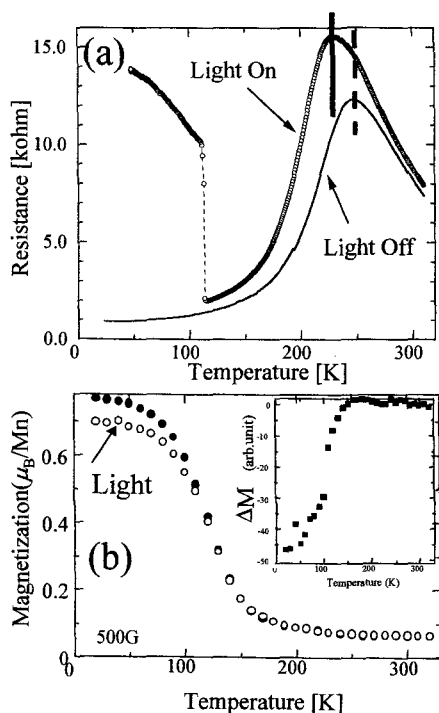 (a)
Light On
Light Off
Resistance [kohm]
15.0
10.0
5.0
0.0
0
100
200
300
Temperature [K]
(b)
Light
500G
Magnetization(μB/Mn)
0.6
0.4
0.2
0
0
100
200
300
Temperature [K]
ΔM (arb.unit)
0
-10
-20
-30
-40
-50
0
100
200
300
Temperature (K)